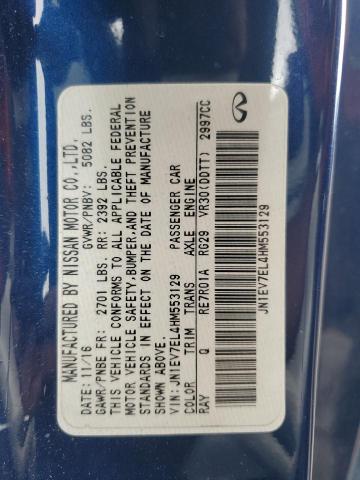 MANUFACTURED BY NISSAN MOTOR CO.,LTD.
DATE: 11/16 GVWR/PNBV: 5082 LBS.
GAWR/PNBE FR: 2701 LBS. RR: 2392 LBS.
THIS VEHICLE CONFORMS TO ALL APPLICABLE FEDERAL
MOTOR VEHICLE SAFETY,BUMPER,AND THEFT PREVENTION
STANDARDS IN EFFECT ON THE DATE OF MANUFACTURE
SHOWN ABOVE.
VIN: JN1EV7EL4HM553129 PASSENGER CAR
COLOR TRIM TRANS AXLE ENGINE
RAY Q RE7R01A RG29 VR30(DDTT) 2997CC
JN1EV7EL4HM553129